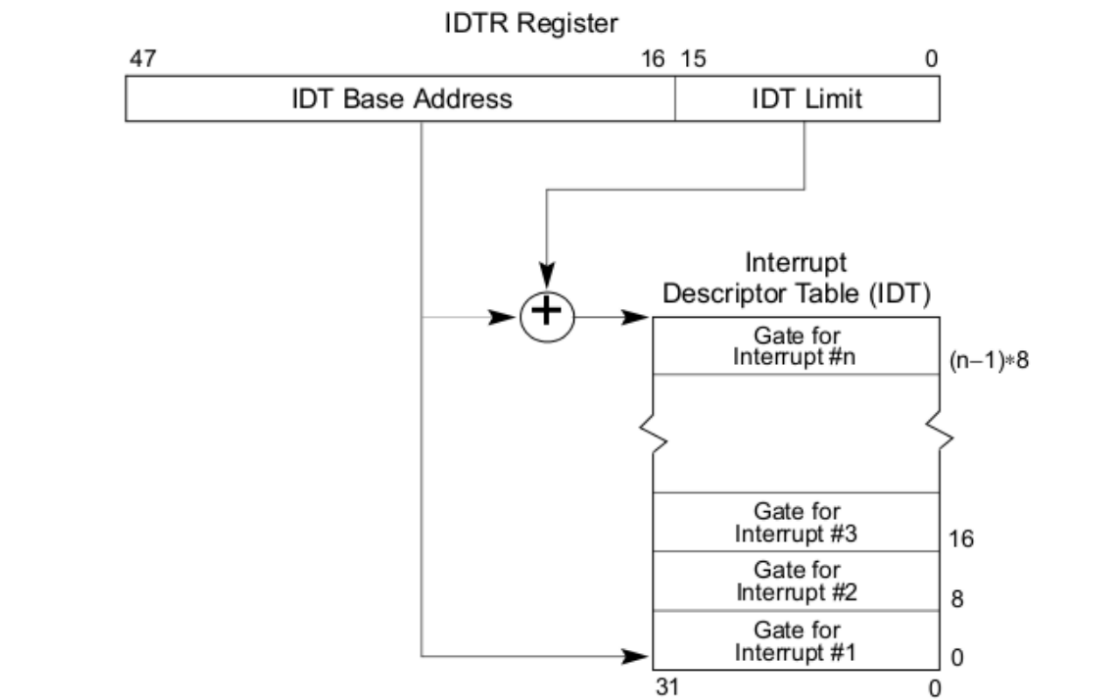 IDTR Register
47 16 15 0
IDT Base Address IDT Limit
+
Interrupt
Descriptor Table (IDT)
Gate for
Interrupt #n
(n−1)*8
Gate for
Interrupt #3
16
Gate for
Interrupt #2
8
Gate for
Interrupt #1
0
31 0